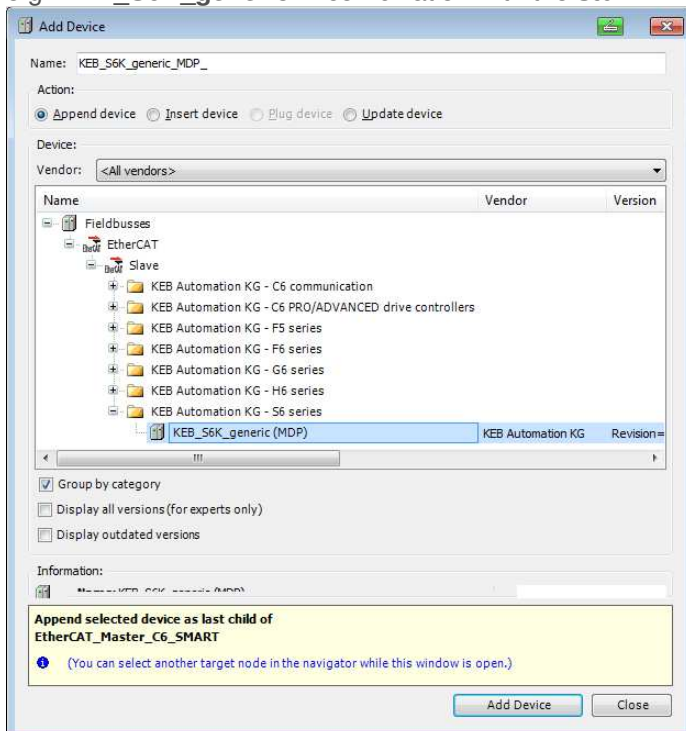 Add Device
Name: KEB_S6K_generic_MDP_
Action:
Append device Insert device Plug device Update device
Device:
Vendor: <All vendors>
Name Vendor Version
Fieldbusses
EtherCAT
Slave
KEB Automation KG - C6 communication
KEB Automation KG - C6 PRO/ADVANCED drive controllers
KEB Automation KG - F5 series
KEB Automation KG - F6 series
KEB Automation KG - G6 series
KEB Automation KG - H6 series
KEB Automation KG - S6 series
KEB_S6K_generic (MDP) KEB Automation KG Revision=
Group by category
Display all versions (for experts only)
Display outdated versions
Information:
Append selected device as last child of
EtherCAT_Master_C6_SMART
(You can select another target node in the navigator while this window is open.)
Add Device Close